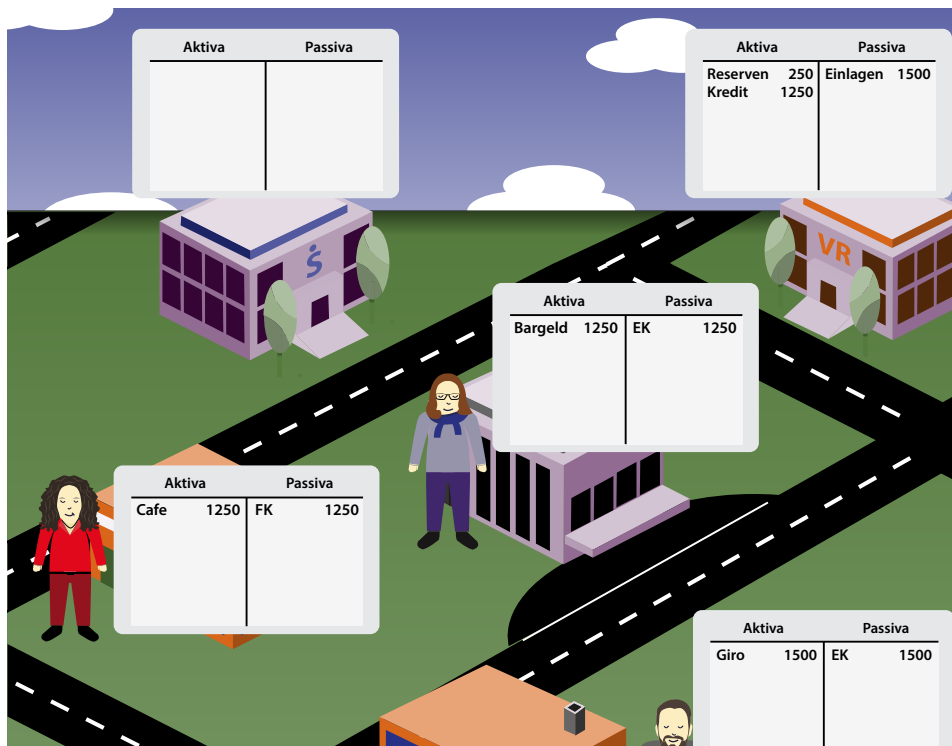 Aktiva Passiva
Aktiva Passiva
Reserven 250 Einlagen 1500
Kredit 1250
Ṡ
VR
Aktiva Passiva
Bargeld 1250 EK 1250
Aktiva Passiva
Cafe 1250 FK 1250
Aktiva Passiva
Giro 1500 EK 1500